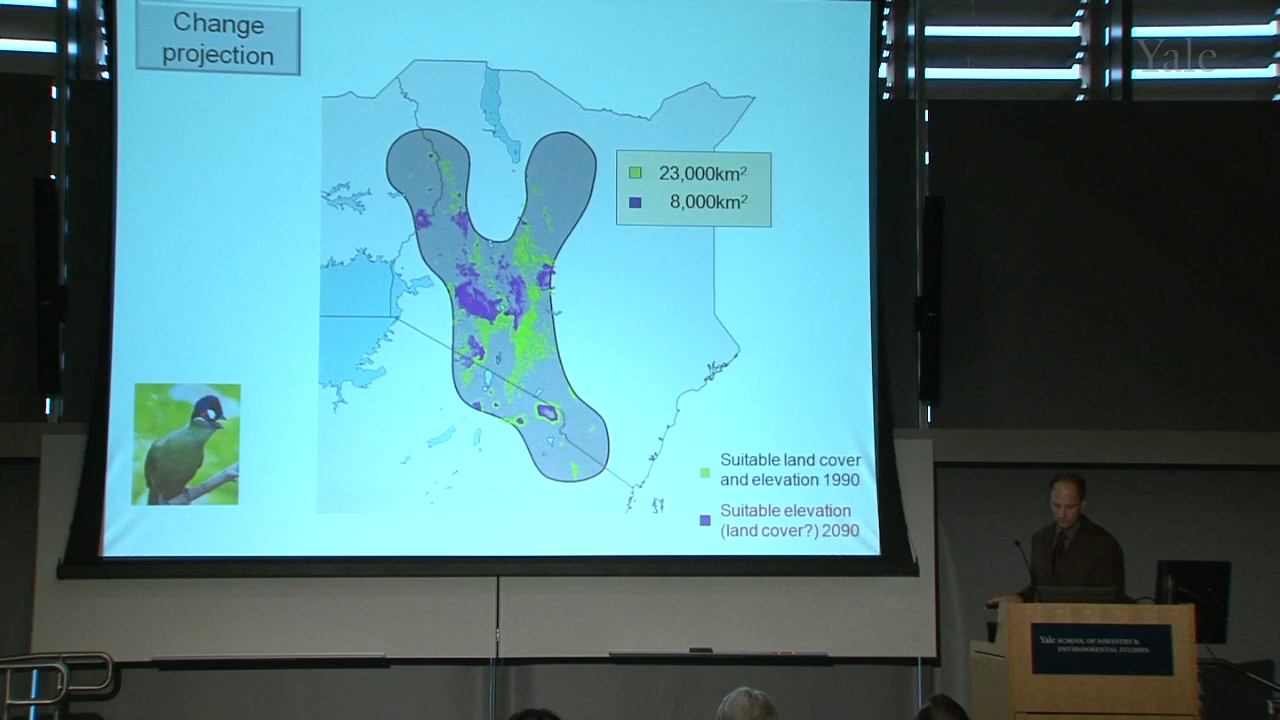 Change
projection
Yale
23,000km²
8,000km²
Suitable land cover
and elevation 1990
Suitable elevation
(land cover?) 2090
Yale SCHOOL OF FORESTRY &
ENVIRONMENTAL STUDIES